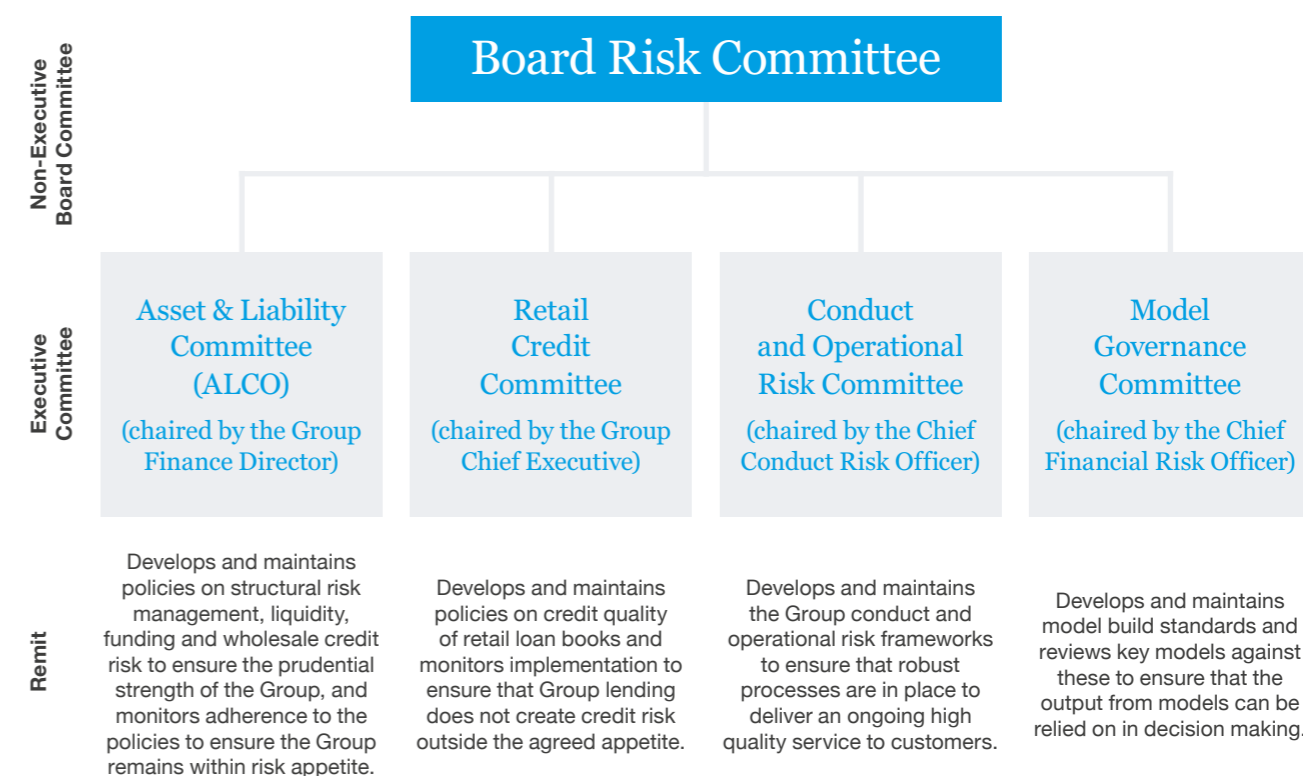 Non-Executive
Board Committee
Board Risk Committee
Executive
Committee
Asset & Liability
Committee
(ALCO)
(chaired by the Group
Finance Director)
Retail
Credit
Committee
(chaired by the Group
Chief Executive)
Conduct
and Operational
Risk Committee
(chaired by the Chief
Conduct Risk Officer)
Model
Governance
Committee
(chaired by the Chief
Financial Risk Officer)
Remit
Develops and maintains
policies on structural risk
management, liquidity,
funding and wholesale credit
risk to ensure the prudential
strength of the Group, and
monitors adherence to the
policies to ensure the Group
remains within risk appetite.
Develops and maintains
policies on credit quality
of retail loan books and
monitors implementation to
ensure that Group lending
does not create credit risk
outside the agreed appetite.
Develops and maintains
the Group conduct and
operational risk frameworks
to ensure that robust
processes are in place to
deliver an ongoing high
quality service to customers.
Develops and maintains
model build standards and
reviews key models against
these to ensure that the
output from models can be
relied on in decision making.